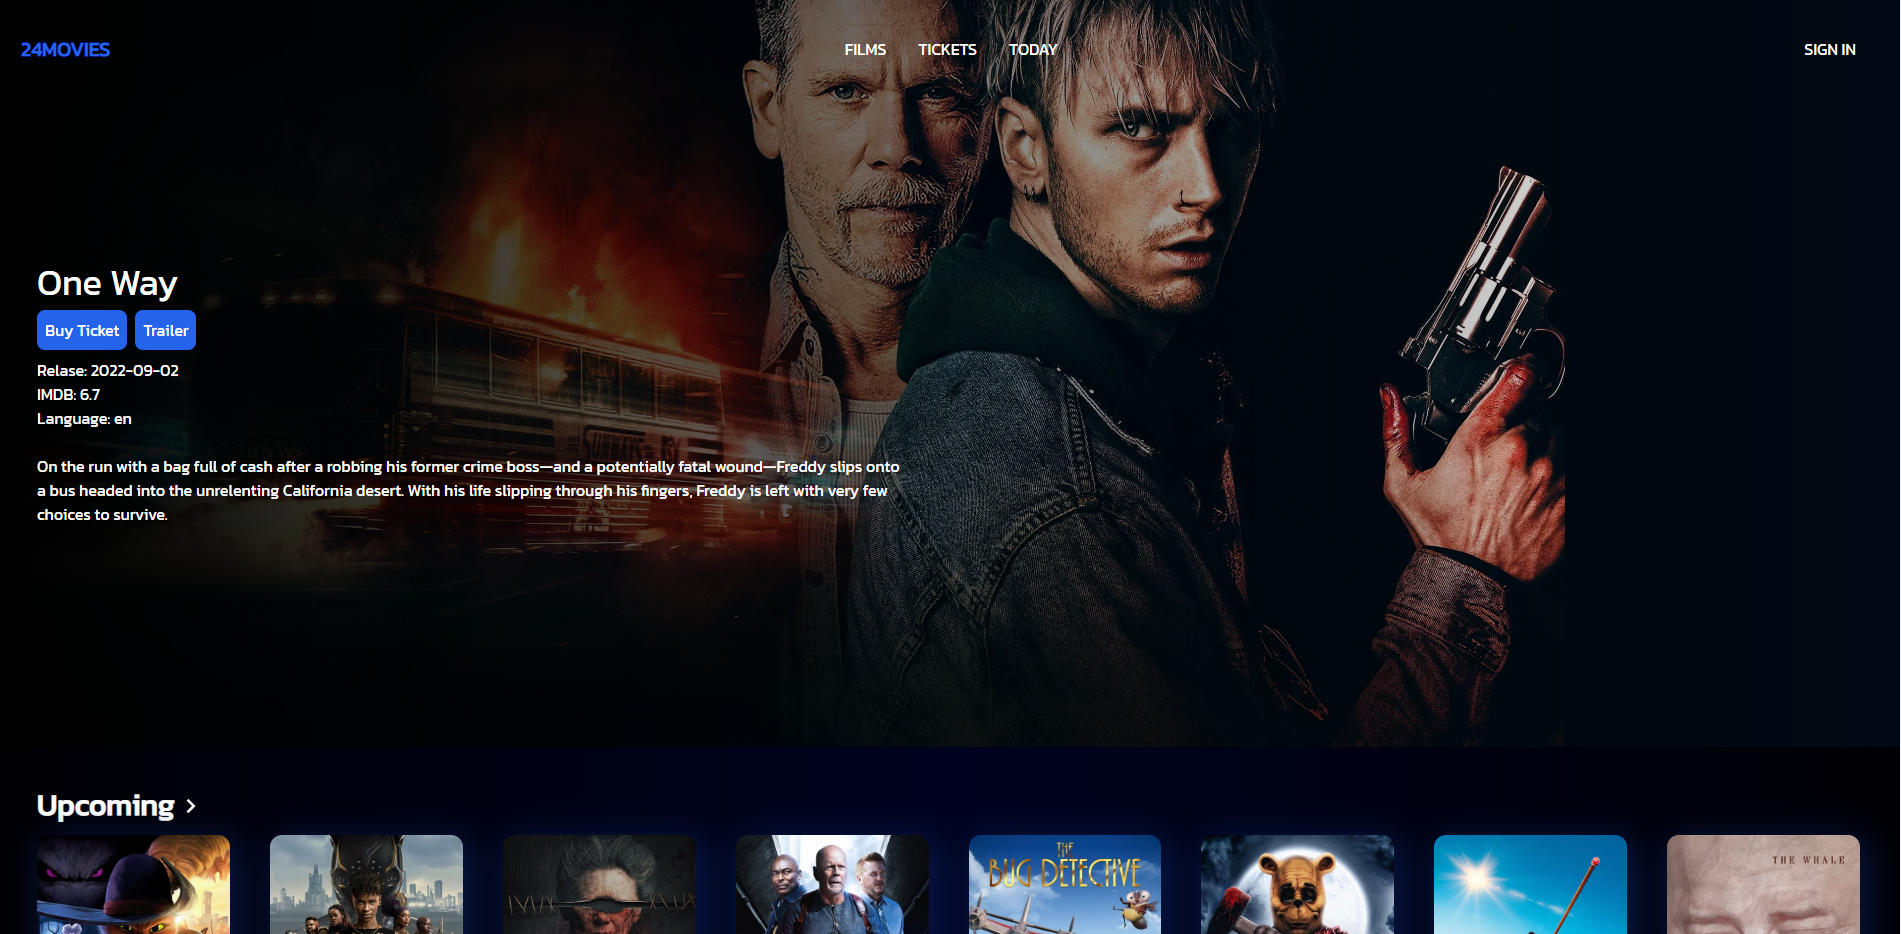 24MOVIES
FILMS TICKETS TODAY
SIGN IN
One Way
Buy Ticket Trailer
Relase: 2022-09-02
IMDB: 6.7
Language: en
On the run with a bag full of cash after a robbing his former crime boss—and a potentially fatal wound—Freddy slips onto
a bus headed into the unrelenting California desert. With his life slipping through his fingers, Freddy is left with very few
choices to survive.
Upcoming
THE
BUG DETECTIVE
THE WHALE